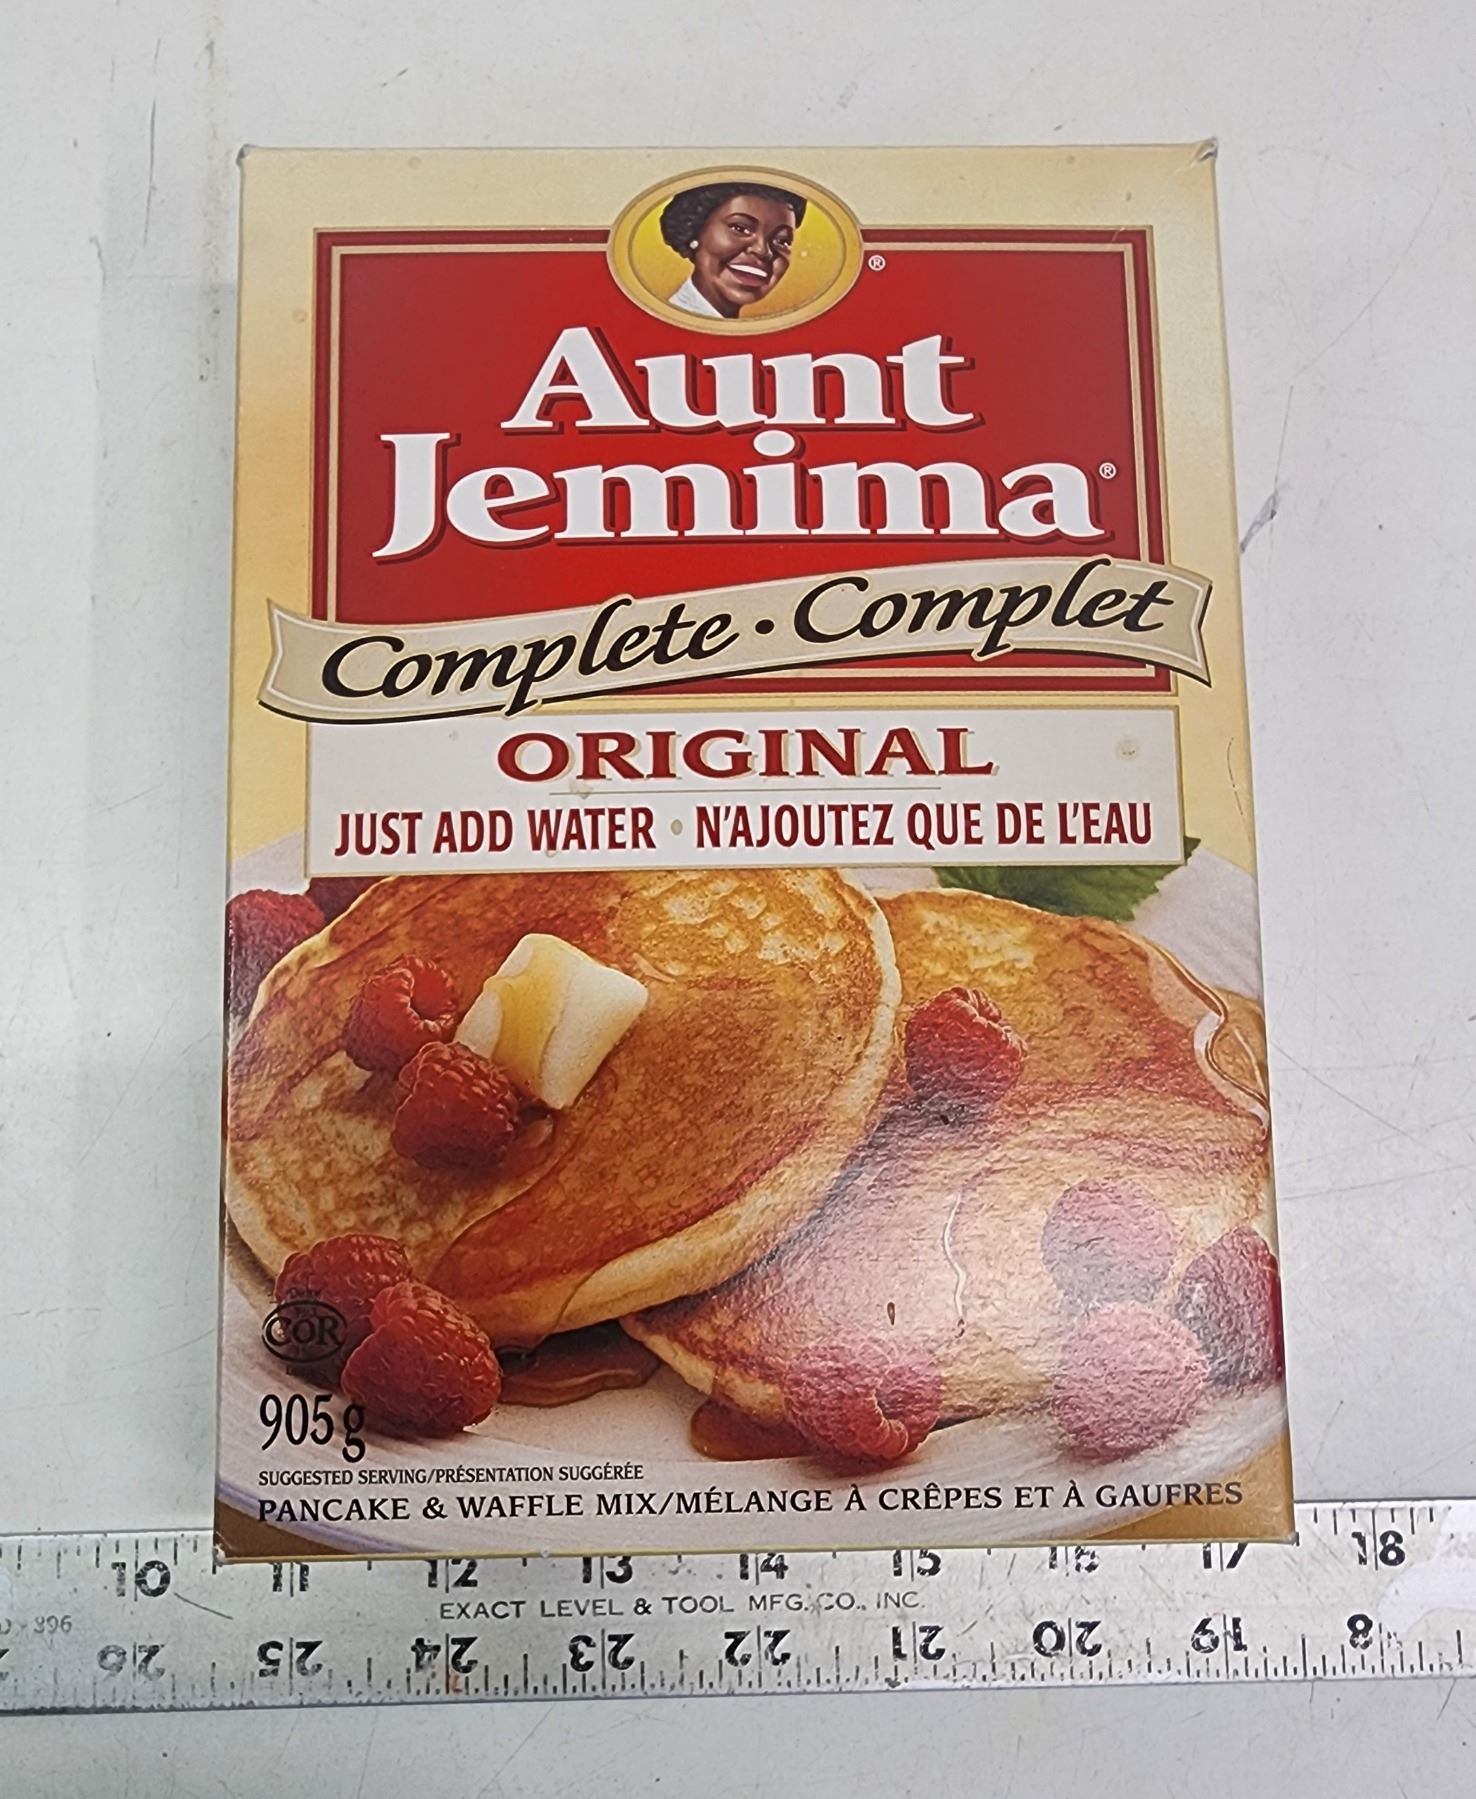 ®
Aunt
Jemima®
Complete • Complet
ORIGINAL
JUST ADD WATER • N'AJOUTEZ QUE DE L'EAU
COR
905 g
SUGGESTED SERVING/PRÉSENTATION SUGGÉRÉE
PANCAKE & WAFFLE MIX/MÉLANGE À CRÊPES ET À GAUFRES
10 11 12 13 14 15 16 17 18
EXACT LEVEL & TOOL MFG. CO., INC.
396
26 25 24 23 22 21 20 19 8